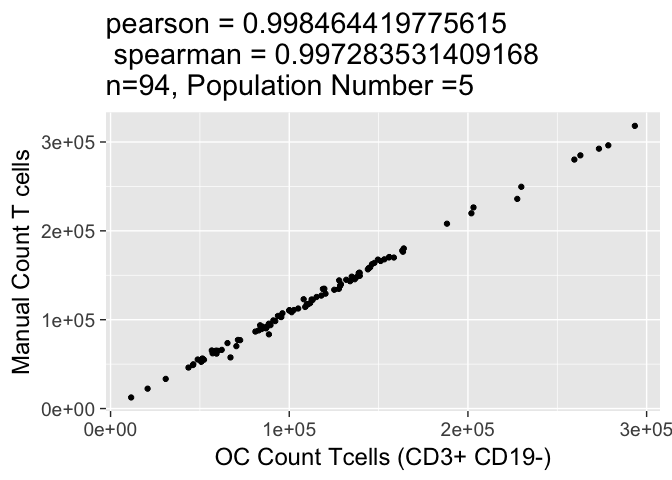 pearson = 0.998464419775615
spearman = 0.997283531409168
n=94, Population Number =5
3e+05
2e+05
1e+05
0e+00
Manual Count T cells
0e+00 1e+05 2e+05 3e+05
OC Count Tcells (CD3+ CD19-)